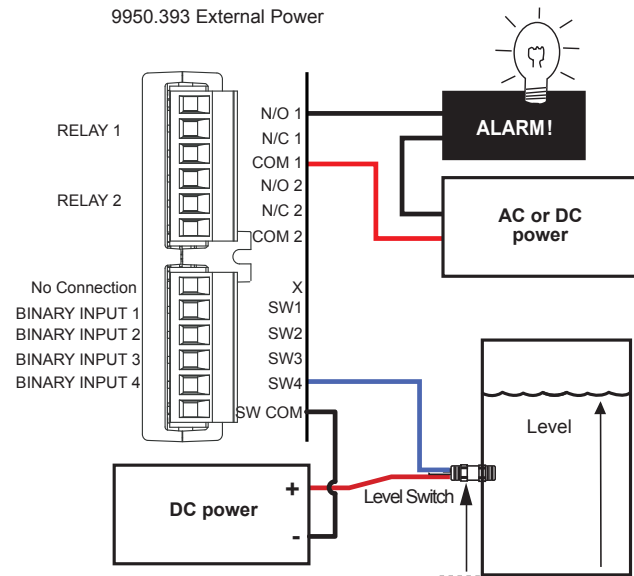 9950.393 External Power
RELAY 1
RELAY 2
N/O 1
N/C 1
COM 1
N/O 2
N/C 2
COM 2
ALARM!
AC or DC
power
No Connection
BINARY INPUT 1
BINARY INPUT 2
BINARY INPUT 3
BINARY INPUT 4
X
SW1
SW2
SW3
SW4
SW COM
Level
Level Switch
DC power
+
-